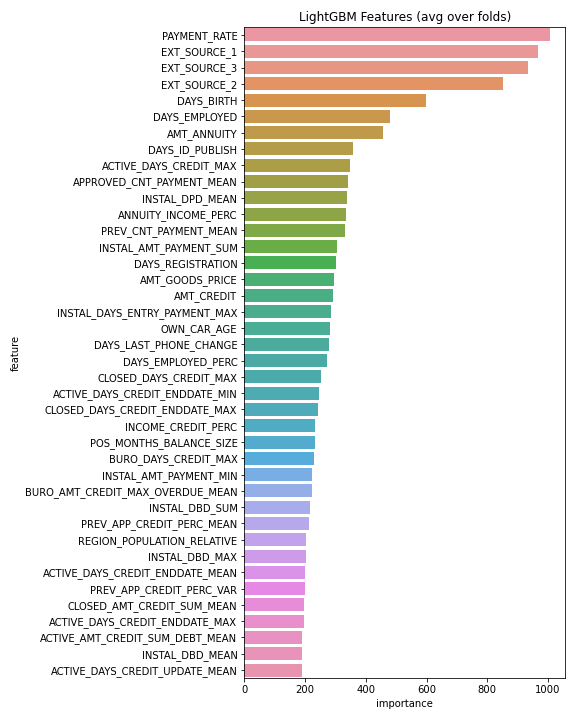 LightGBM Features (avg over folds)
PAYMENT_RATE
EXT_SOURCE_1
EXT_SOURCE_3
EXT_SOURCE_2
DAYS_BIRTH
DAYS_EMPLOYED
AMT_ANNUITY
DAYS_ID_PUBLISH
ACTIVE_DAYS_CREDIT_MAX
APPROVED_CNT_PAYMENT_MEAN
INSTAL_DPD_MEAN
ANNUITY_INCOME_PERC
PREV_CNT_PAYMENT_MEAN
INSTAL_AMT_PAYMENT_SUM
DAYS_REGISTRATION
AMT_GOODS_PRICE
AMT_CREDIT
INSTAL_DAYS_ENTRY_PAYMENT_MAX
OWN_CAR_AGE
DAYS_LAST_PHONE_CHANGE
DAYS_EMPLOYED_PERC
CLOSED_DAYS_CREDIT_MAX
ACTIVE_DAYS_CREDIT_ENDDATE_MIN
CLOSED_DAYS_CREDIT_ENDDATE_MAX
INCOME_CREDIT_PERC
POS_MONTHS_BALANCE_SIZE
BURO_DAYS_CREDIT_MAX
INSTAL_AMT_PAYMENT_MIN
BURO_AMT_CREDIT_MAX_OVERDUE_MEAN
INSTAL_DBD_SUM
PREV_APP_CREDIT_PERC_MEAN
REGION_POPULATION_RELATIVE
INSTAL_DBD_MAX
ACTIVE_DAYS_CREDIT_ENDDATE_MEAN
PREV_APP_CREDIT_PERC_VAR
CLOSED_AMT_CREDIT_SUM_MEAN
ACTIVE_DAYS_CREDIT_ENDDATE_MAX
ACTIVE_AMT_CREDIT_SUM_DEBT_MEAN
INSTAL_DBD_MEAN
ACTIVE_DAYS_CREDIT_UPDATE_MEAN
feature
0 200 400 600 800 1000
importance